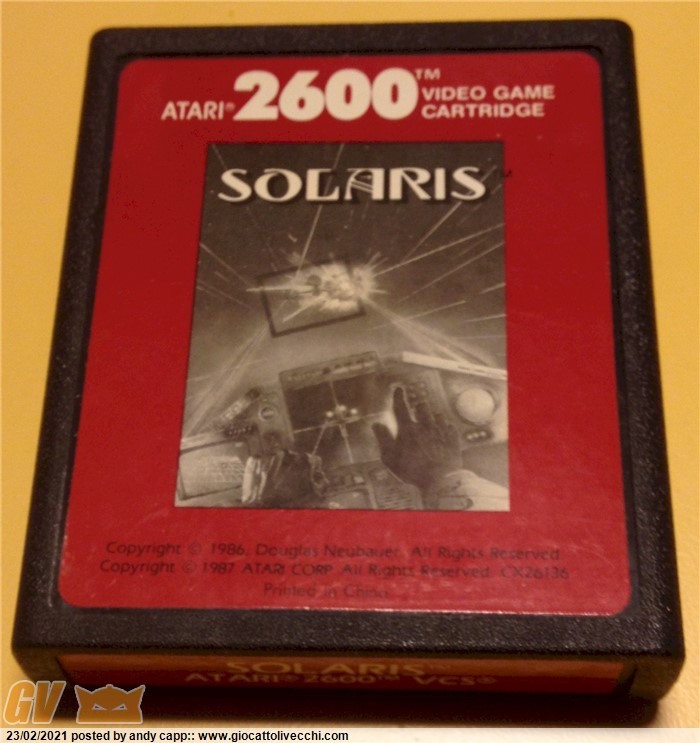 ATARI® 2600™ VIDEO GAME
CARTRIDGE
SOLARIS™
Copyright © 1986, Douglas Neubauer. All Rights Reserved
Copyright © 1987 ATARI CORP. All Rights Reserved. CX26136
Printed in China
SOLARIS™
ATARI® 2600™ VCS®
GV
23/02/2021 posted by andy capp:: www.giocattolivecchi.com